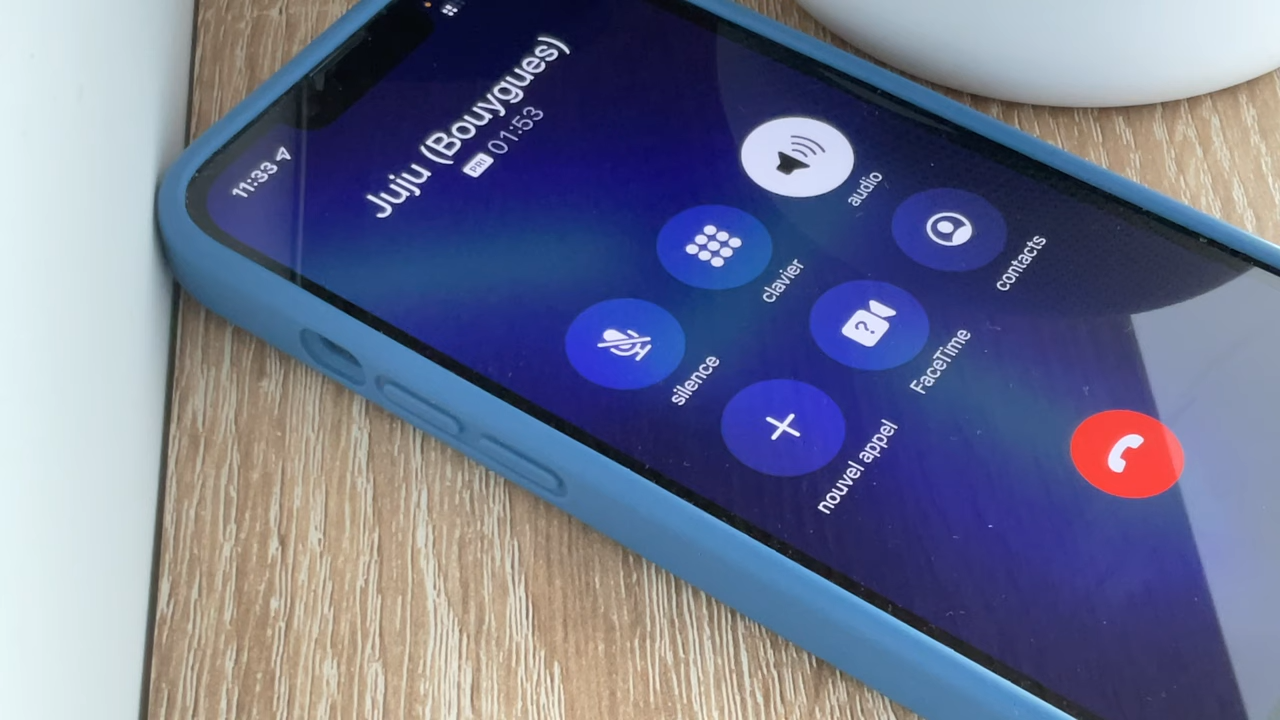 11:33
Juju (Bouygues)
PRI 01:53
silence
clavier
audio
nouvel appel
FaceTime
contacts